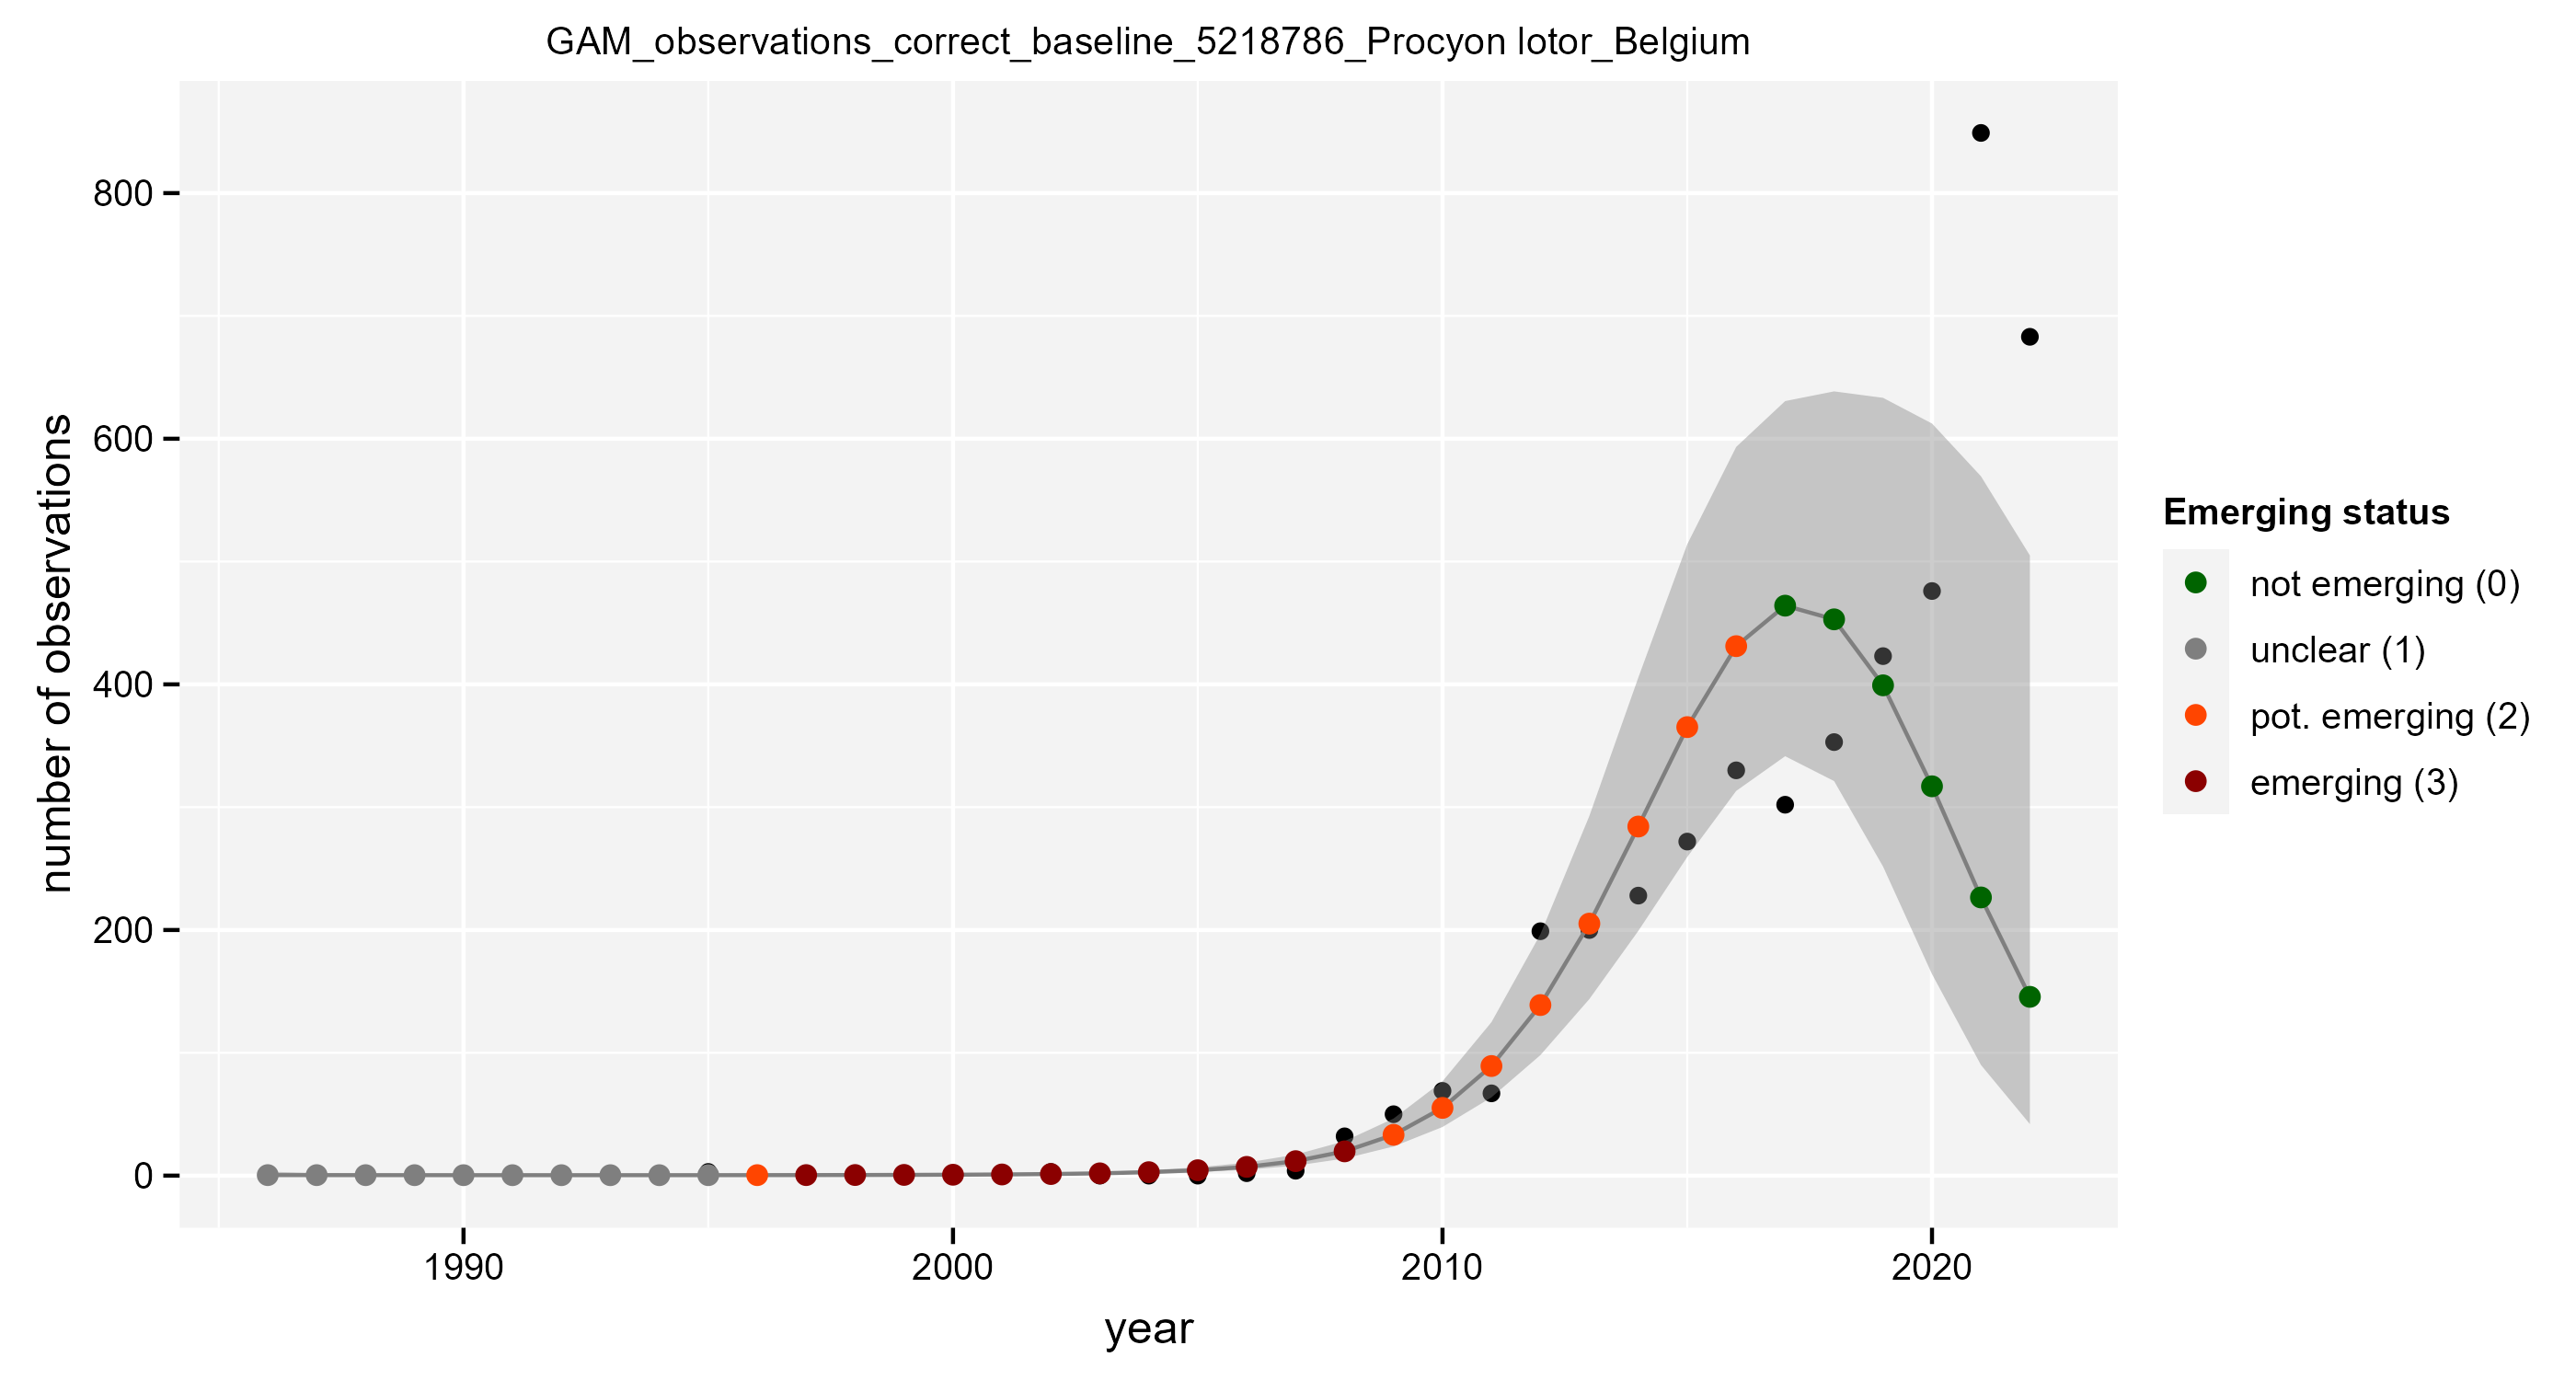 GAM_observations_correct_baseline_5218786_Procyon lotor_Belgium
number of observations
800
600
400
200
0
1990
2000
2010
2020
year
Emerging status
not emerging (0)
unclear (1)
pot. emerging (2)
emerging (3)